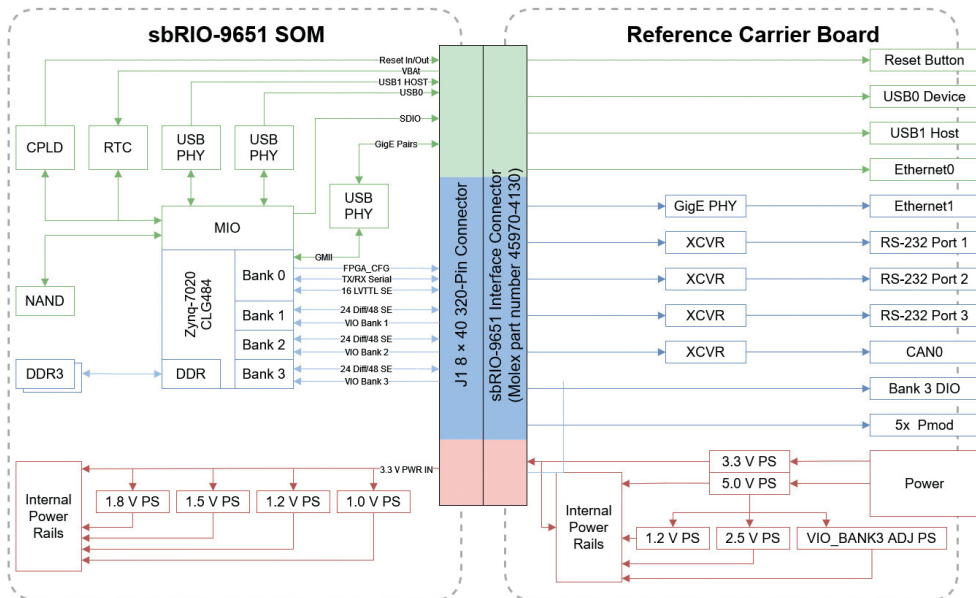 sbRIO-9651 SOM
Reference Carrier Board
Reset In/Out
VBAt
USB1 HOST
USB0
SDIO
GigE Pairs
CPLD
RTC
USB
PHY
USB
PHY
USB
PHY
MIO
GMII
NAND
Zynq-7020
CLG484
Bank 0
Bank 1
Bank 2
Bank 3
DDR
DDR3
FPGA_CFG
TX/RX Serial
16 LVTTL SE
24 Diff/48 SE
VIO Bank 1
24 Diff/48 SE
VIO Bank 2
24 Diff/48 SE
VIO Bank 3
3.3 V PWR IN
Internal
Power
Rails
1.8 V PS
1.5 V PS
1.2 V PS
1.0 V PS
J1 8 × 40 320-Pin Connector
sbRIO-9651 Interface Connector
(Molex part number 45970-4130)
Reset Button
USB0 Device
USB1 Host
Ethernet0
GigE PHY
Ethernet1
XCVR
RS-232 Port 1
XCVR
RS-232 Port 2
XCVR
RS-232 Port 3
XCVR
CAN0
Bank 3 DIO
5x Pmod
3.3 V PS
5.0 V PS
Power
Internal
Power
Rails
1.2 V PS
2.5 V PS
VIO_BANK3 ADJ PS